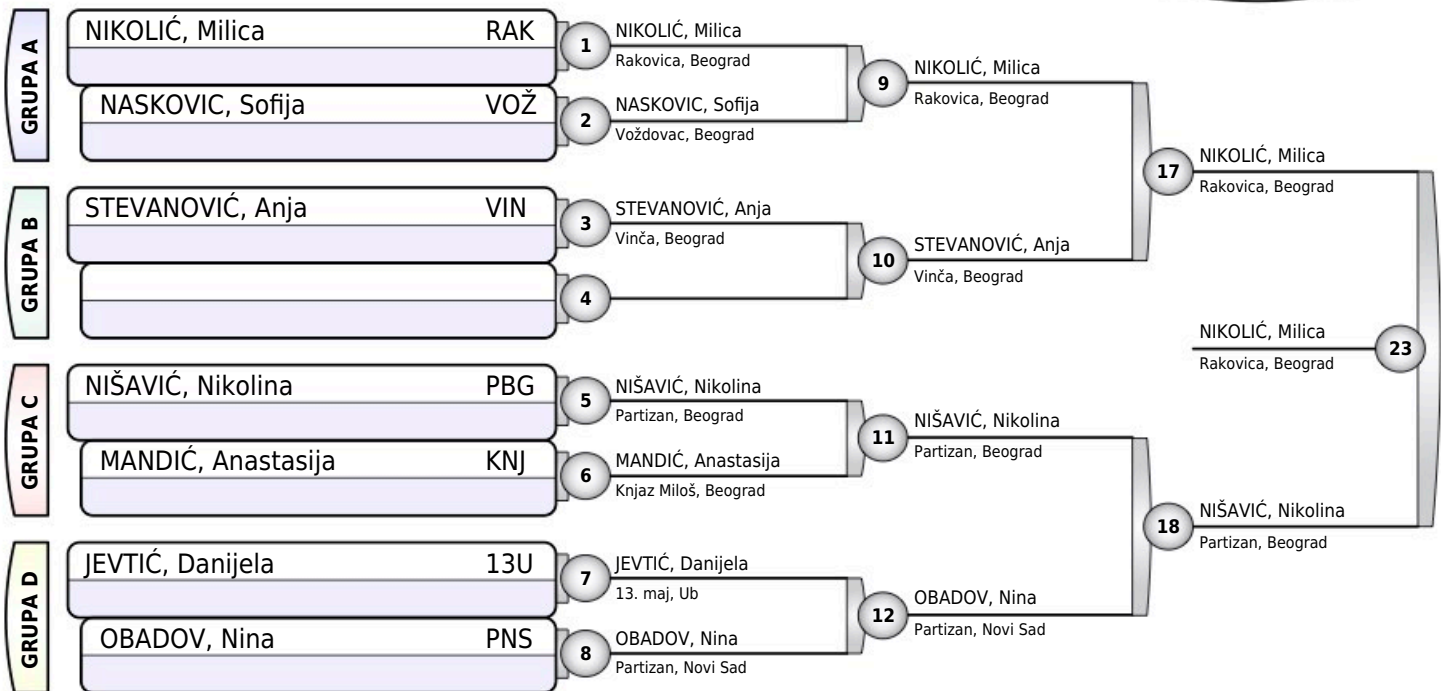 GRUPA A
NIKOLIĆ, Milica RAK
NASKOVIC, Sofija VOŽ
GRUPA B
STEVANOVIĆ, Anja VIN
GRUPA C
NIŠAVIĆ, Nikolina PBG
MANDIĆ, Anastasija KNJ
GRUPA D
JEVTIĆ, Danijela 13U
OBADOV, Nina PNS
1
NIKOLIĆ, Milica
Rakovica, Beograd
2
NASKOVIC, Sofija
Voždovac, Beograd
3
STEVANOVIĆ, Anja
Vinča, Beograd
4
5
NIŠAVIĆ, Nikolina
Partizan, Beograd
6
MANDIĆ, Anastasija
Knjaz Miloš, Beograd
7
JEVTIĆ, Danijela
13. maj, Ub
8
OBADOV, Nina
Partizan, Novi Sad
9
NIKOLIĆ, Milica
Rakovica, Beograd
10
STEVANOVIĆ, Anja
Vinča, Beograd
11
NIŠAVIĆ, Nikolina
Partizan, Beograd
12
OBADOV, Nina
Partizan, Novi Sad
17
NIKOLIĆ, Milica
Rakovica, Beograd
18
NIŠAVIĆ, Nikolina
Partizan, Beograd
NIKOLIĆ, Milica
Rakovica, Beograd
23